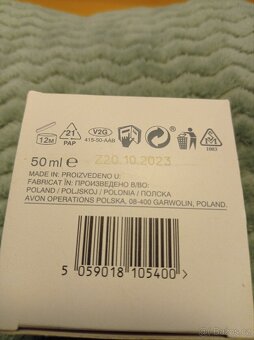 12M
21
PAP
V2G
415-50-AAB
50 ml e
Z20.10.2023
MADE IN: PROIZVEDENO U:
FABRICAT ÎN: ПРОИЗВЕДЕНО В/ВО:
POLAND / POLJSKOJ / POLONIA / ПОЛСКА
AVON OPERATIONS POLSKA, 08-400 GARWOLIN, POLAND.
5 059018 105400